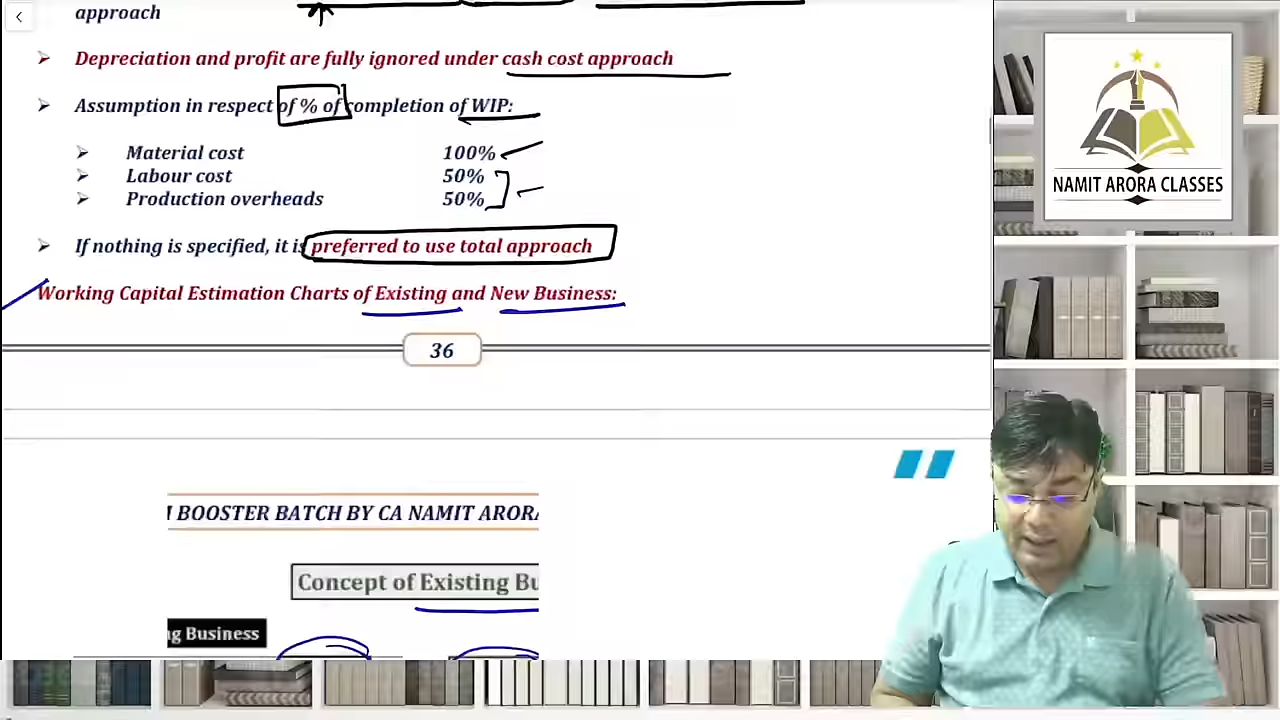 approach
Depreciation and profit are fully ignored under cash cost approach
Assumption in respect of % of completion of WIP:
Material cost 100%
Labour cost 50%
Production overheads 50%
If nothing is specified, it is preferred to use total approach
Working Capital Estimation Charts of Existing and New Business:
36
BOOSTER BATCH BY CA NAMIT ARORA
Concept of Existing Bu
ng Business
NAMIT ARORA CLASSES